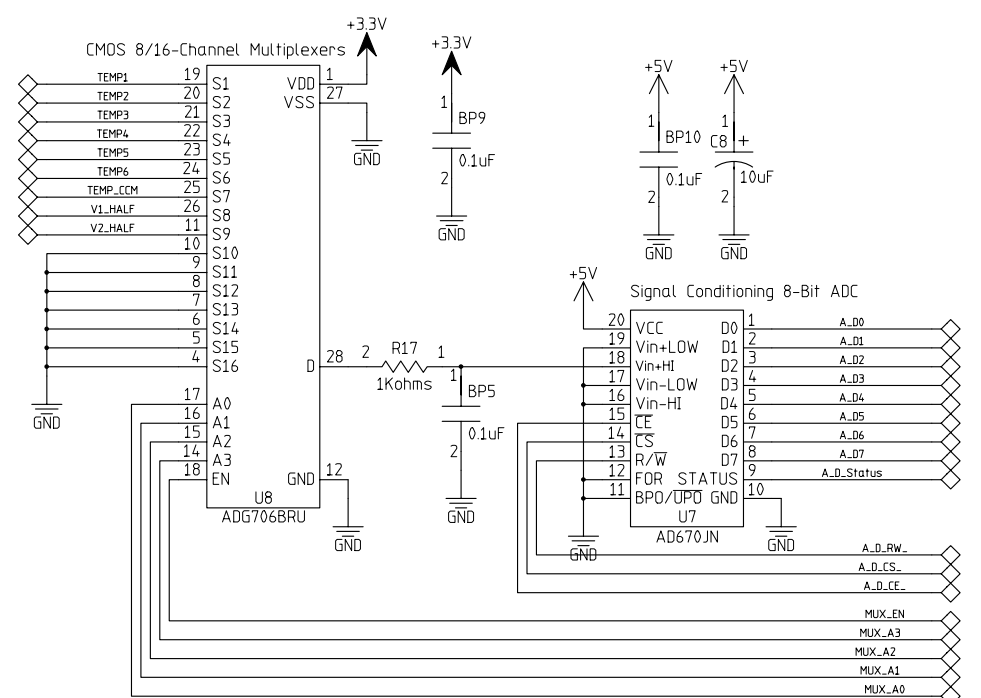 +3.3V
CMOS 8/16-Channel Multiplexers
+3.3V
+5V
+5V
TEMP1 19 S1 VDD 1
TEMP2 20 S2 VSS 27
TEMP3 21 S3
TEMP4 22 S4
TEMP5 23 S5
TEMP6 24 S6
TEMP_CCM 25 S7
V1_HALF 26 S8
V2_HALF 11 S9
10 S10
9 S11
8 S12
7 S13
6 S14
5 S15
4 S16 D 28
17 A0
16 A1
15 A2
14 A3
18 EN GND 12
U8
ADG706BRU
GND
GND
GND
1 BP9
0.1uF
2
GND
1 BP10
0.1uF
2
GND
1 C8 +
10uF
2
GND
2 R17 1
1Kohms
1 BP5
0.1uF
2
GND
+5V
Signal Conditioning 8-Bit ADC
20 VCC D0 1 A_D0
19 Vin+LOW D1 2 A_D1
18 Vin+HI D2 3 A_D2
17 Vin-LOW D3 4 A_D3
16 Vin-HI D4 5 A_D4
15 CE D5 6 A_D5
14 CS D6 7 A_D6
13 R/W D7 8 A_D7
12 FOR STATUS 9 A_D_Status
11 BPO/UPO GND 10
U7
AD670JN
GND
GND
A_D_RW_
A_D_CS_
A_D_CE_
MUX_EN
MUX_A3
MUX_A2
MUX_A1
MUX_A0